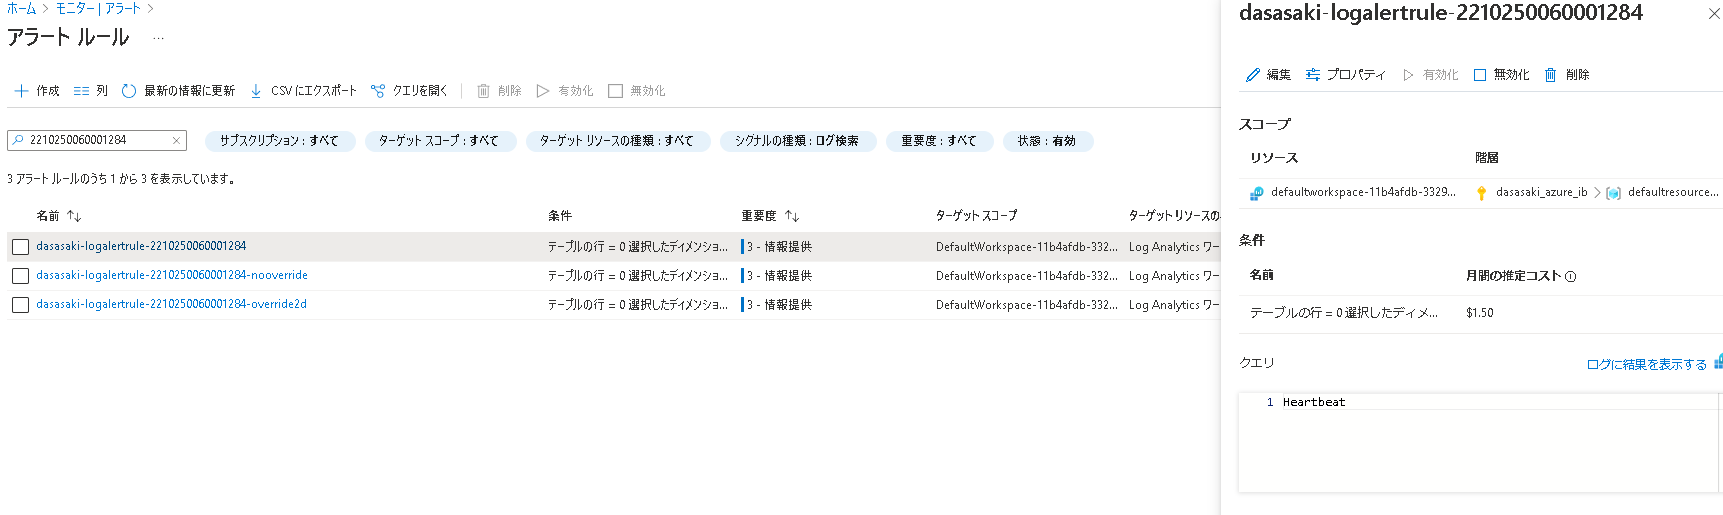 ホーム > モニター | アラート >
アラート ルール ...
作成 列 最新の情報に更新 CSV にエクスポート クエリを開く 削除 有効化 無効化
2210250060001284
サブスクリプション : すべて ターゲット スコープ : すべて ターゲット リソースの種類 : すべて シグナルの種類 : ログ検索 重要度 : すべて 状態 : 有効
3 アラート ルールのうち 1 から 3 を表示しています。
名前 条件 重要度 ターゲット スコープ ターゲット リソースの
dasasaki-logalertrule-2210250060001284 テーブルの行 = 0 選択したディメンショ... 3 - 情報提供 DefaultWorkspace-11b4afdb-332... Log Analytics ワー
dasasaki-logalertrule-2210250060001284-nooverride テーブルの行 = 0 選択したディメンショ... 3 - 情報提供 DefaultWorkspace-11b4afdb-332... Log Analytics ワー
dasasaki-logalertrule-2210250060001284-override2d テーブルの行 = 0 選択したディメンショ... 3 - 情報提供 DefaultWorkspace-11b4afdb-332... Log Analytics ワー
dasasaki-logalertrule-2210250060001284
編集 プロパティ 有効化 無効化 削除
スコープ
リソース 階層
defaultworkspace-11b4afdb-3329... dasasaki_azure_ib > defaultresource...
条件
名前 月間の推定コスト
テーブルの行 = 0 選択したディメ... $1.50
クエリ ログに結果を表示する
1 Heartbeat